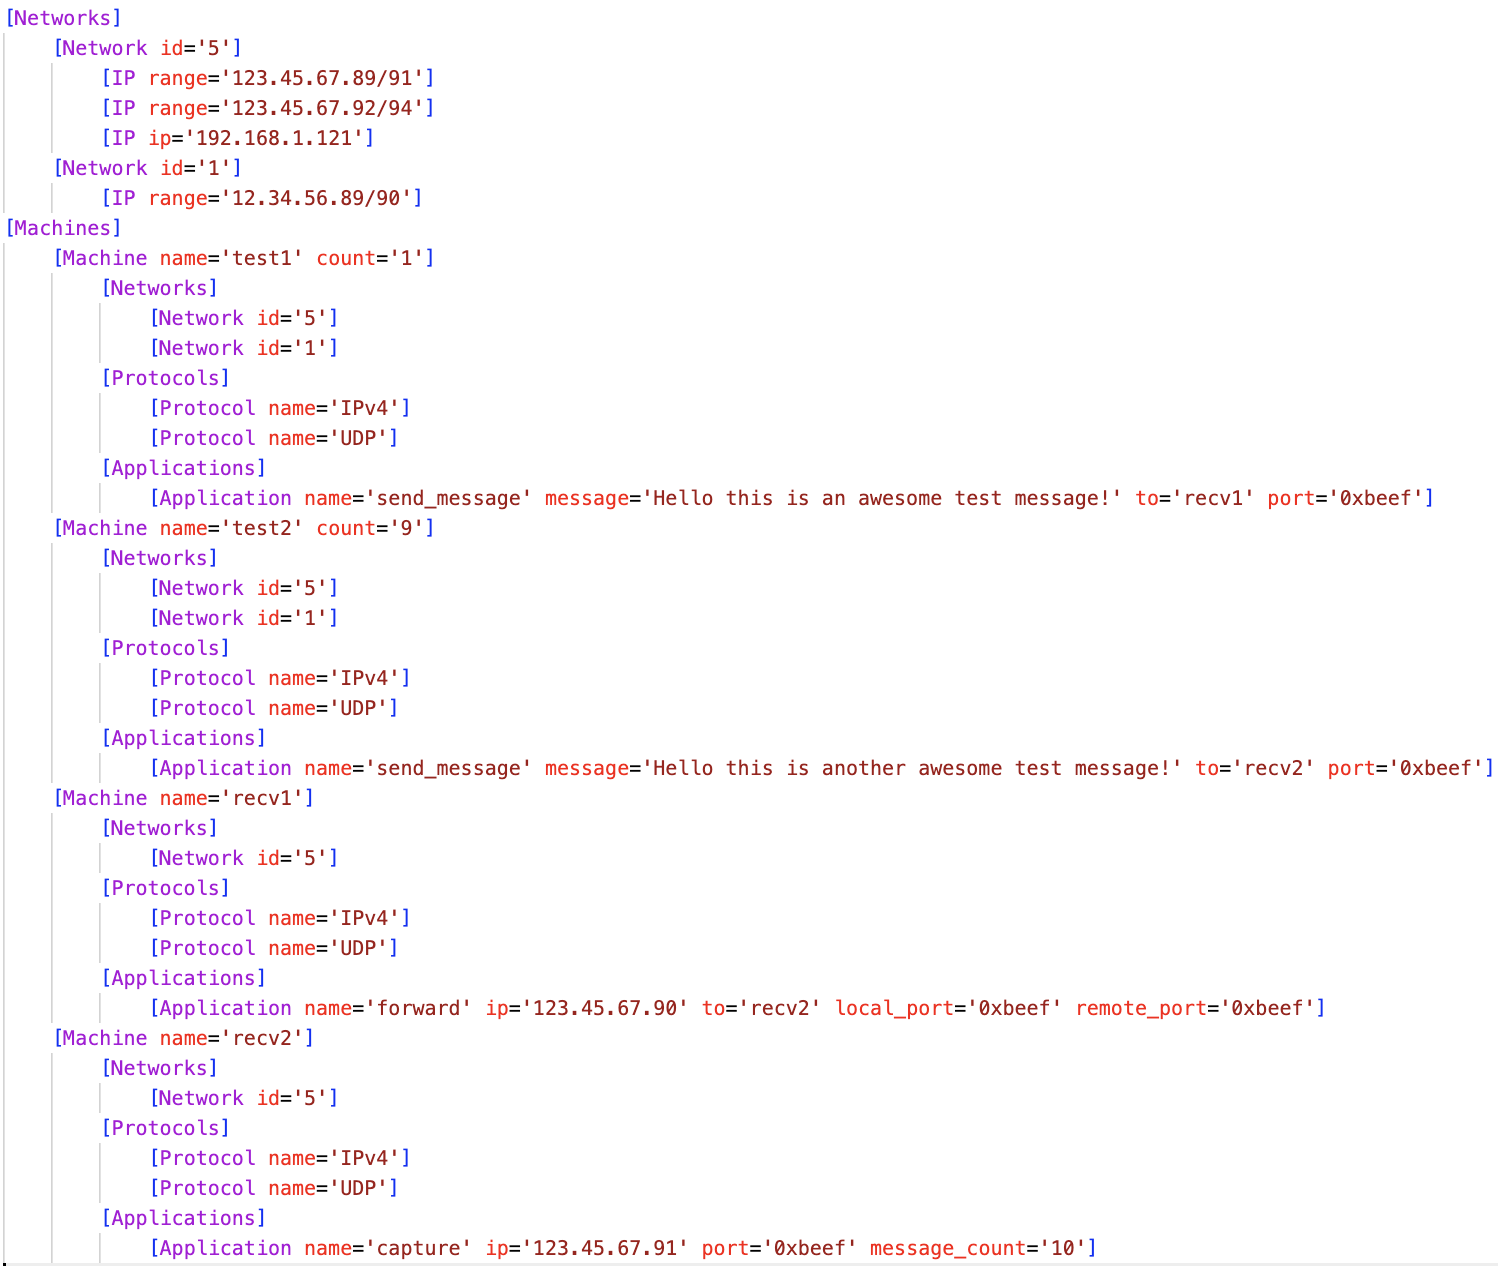 [Networks]
    [Network id='5']
        [IP range='123.45.67.89/91']
        [IP range='123.45.67.92/94']
        [IP ip='192.168.1.121']
    [Network id='1']
        [IP range='12.34.56.89/90']
[Machines]
    [Machine name='test1' count='1']
        [Networks]
            [Network id='5']
            [Network id='1']
        [Protocols]
            [Protocol name='IPv4']
            [Protocol name='UDP']
        [Applications]
            [Application name='send_message' message='Hello this is an awesome test message!' to='recv1' port='0xbeef']
    [Machine name='test2' count='9']
        [Networks]
            [Network id='5']
            [Network id='1']
        [Protocols]
            [Protocol name='IPv4']
            [Protocol name='UDP']
        [Applications]
            [Application name='send_message' message='Hello this is another awesome test message!' to='recv2' port='0xbeef']
    [Machine name='recv1']
        [Networks]
            [Network id='5']
        [Protocols]
            [Protocol name='IPv4']
            [Protocol name='UDP']
        [Applications]
            [Application name='forward' ip='123.45.67.90' to='recv2' local_port='0xbeef' remote_port='0xbeef']
    [Machine name='recv2']
        [Networks]
            [Network id='5']
        [Protocols]
            [Protocol name='IPv4']
            [Protocol name='UDP']
        [Applications]
            [Application name='capture' ip='123.45.67.91' port='0xbeef' message_count='10']